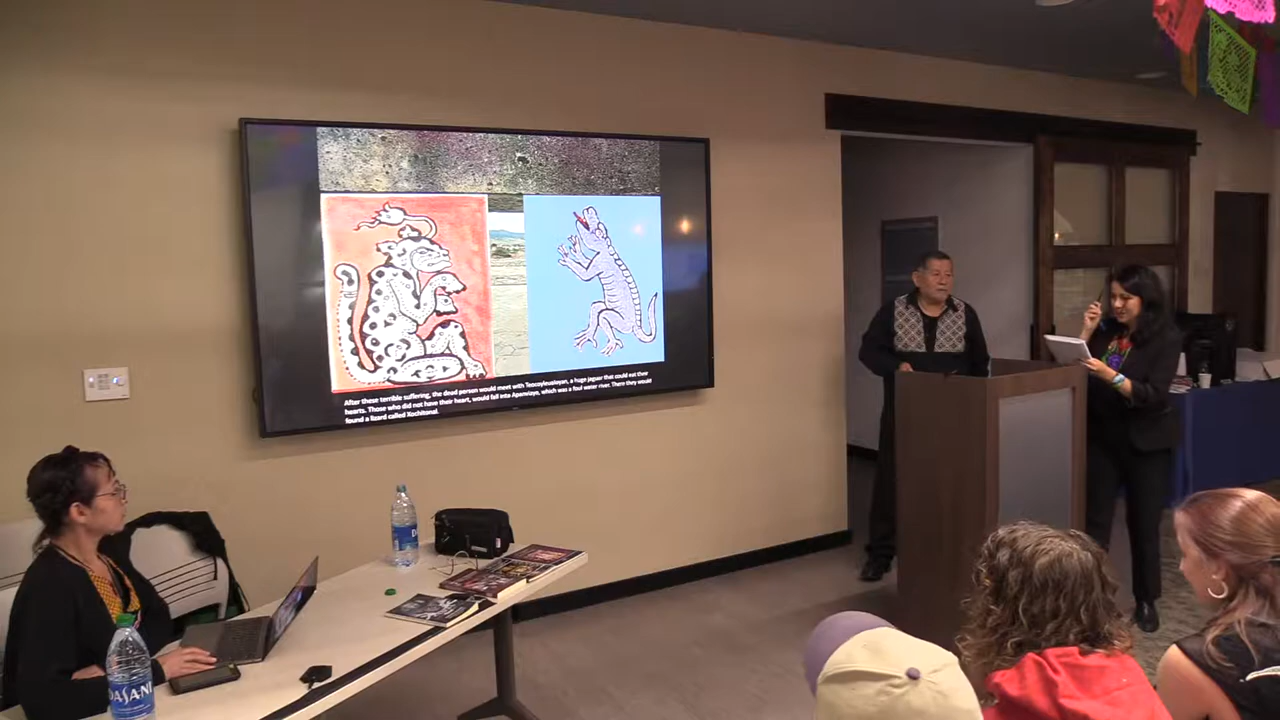 After these terrible suffering, the dead person would meet with Teocoyleualoyan, a huge jaguar that could eat their
hearts. Those who did not have their heart, would fall into Apanviayo, which was a foul water river. There they would
found a lizard called Xochitonal.
DASANI